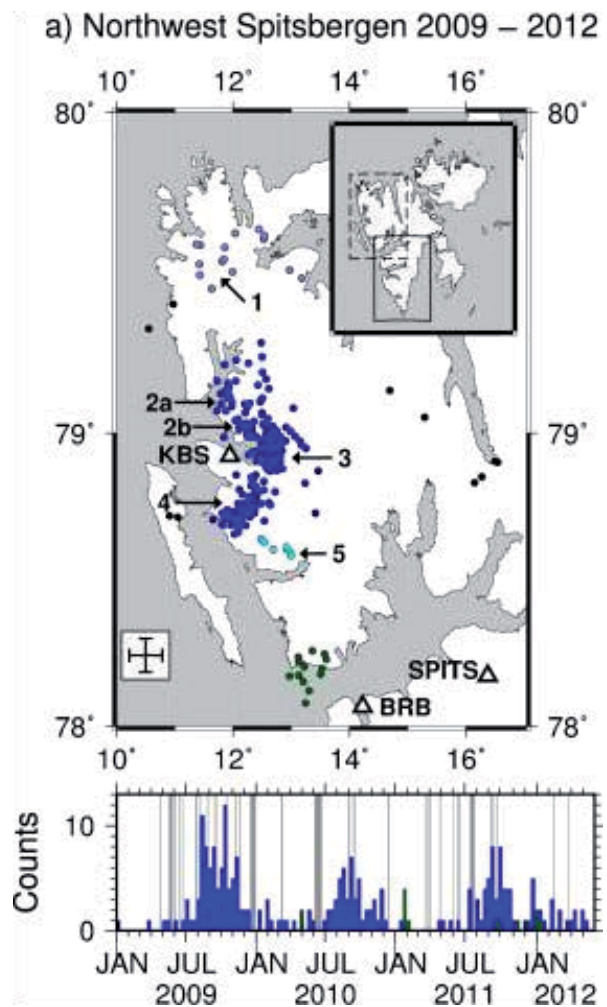 a) Northwest Spitsbergen 2009 – 2012
10˚ 12˚ 14˚ 16˚
80˚ 80˚
1
2a
79˚ 2b 79˚
KBS 3
4
5
SPITS
BRB
78˚ 78˚
10˚ 12˚ 14˚ 16˚
Counts
10
0
JAN JUL JAN JUL JAN JUL JAN
2009 2010 2011 2012